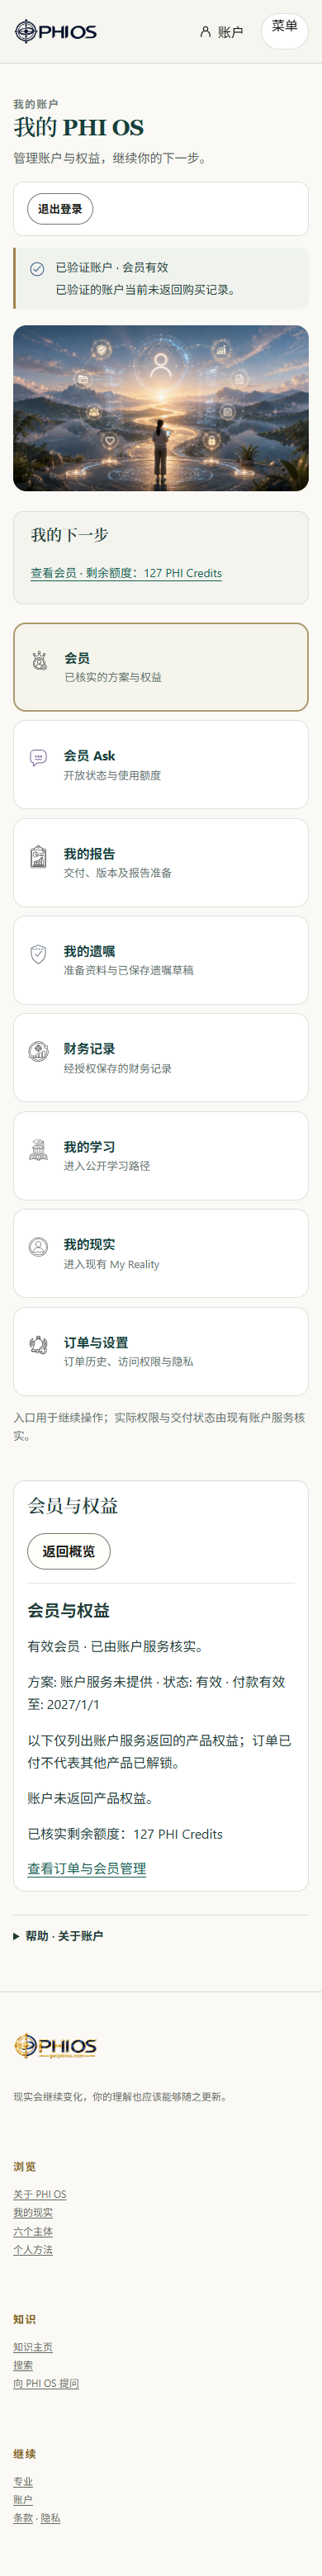 PHIOS
账户
菜单
我的账户
我的 PHI OS
管理账户与权益，继续你的下一步。
退出登录
已验证账户 · 会员有效
已验证的账户当前未返回购买记录。
我的下一步
查看会员 · 剩余额度：127 PHI Credits
会员
已核实的方案与权益
会员 Ask
开放状态与使用额度
我的报告
交付、版本及报告准备
我的遗嘱
准备资料与已保存遗嘱草稿
财务记录
经授权保存的财务记录
我的学习
进入公开学习路径
我的现实
进入现有 My Reality
订单与设置
订单历史、访问权限与隐私
入口用于继续操作；实际权限与交付状态由现有账户服务核
实。
会员与权益
返回概览
会员与权益
有效会员 · 已由账户服务核实。
方案: 账户服务未提供 · 状态: 有效 · 付款有效
至: 2027/1/1
以下仅列出账户服务返回的产品权益；订单已
付不代表其他产品已解锁。
账户未返回产品权益。
已核实剩余额度：127 PHI Credits
查看订单与会员管理
帮助 · 关于账户
PHIOS
现实会继续变化，你的理解也应该能够随之更新。
浏览
关于 PHI OS
我的现实
六个主体
个人方法
知识
知识主页
搜索
向 PHI OS 提问
继续
专业
账户
条款 · 隐私